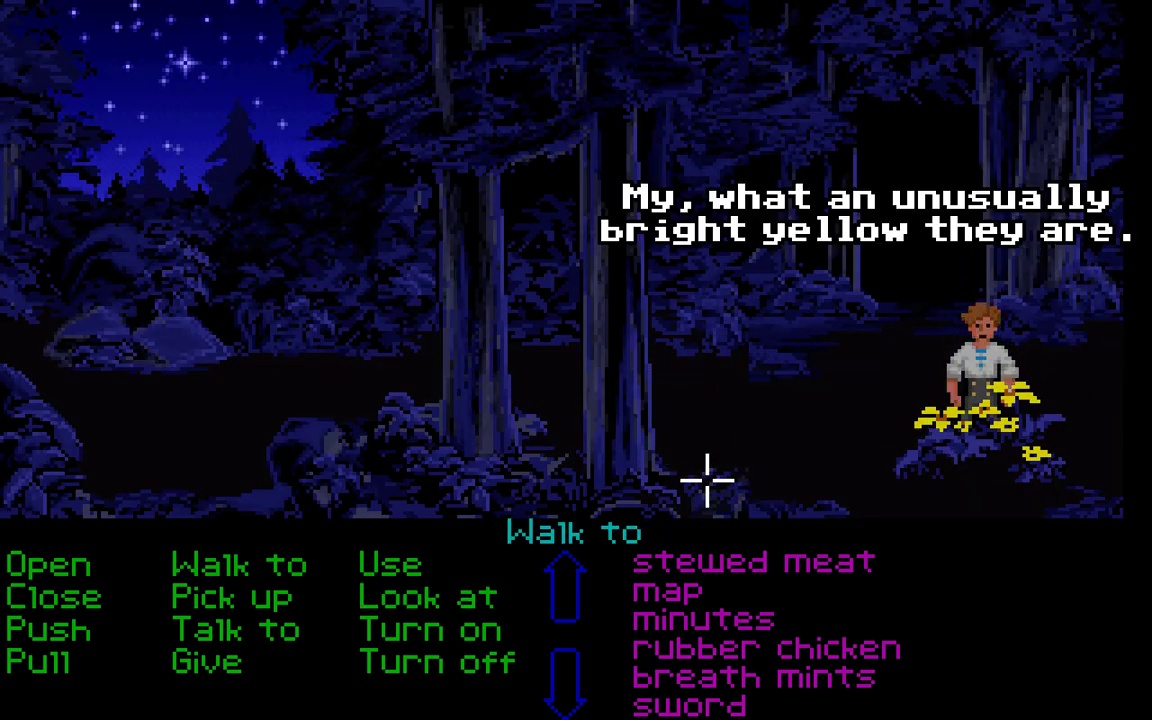 My, what an unusually
bright yellow they are.
Walk to
Open Walk to Use
Close Pick up Look at
Push Talk to Turn on
Pull Give Turn off
stewed meat
map
minutes
rubber chicken
breath mints
sword